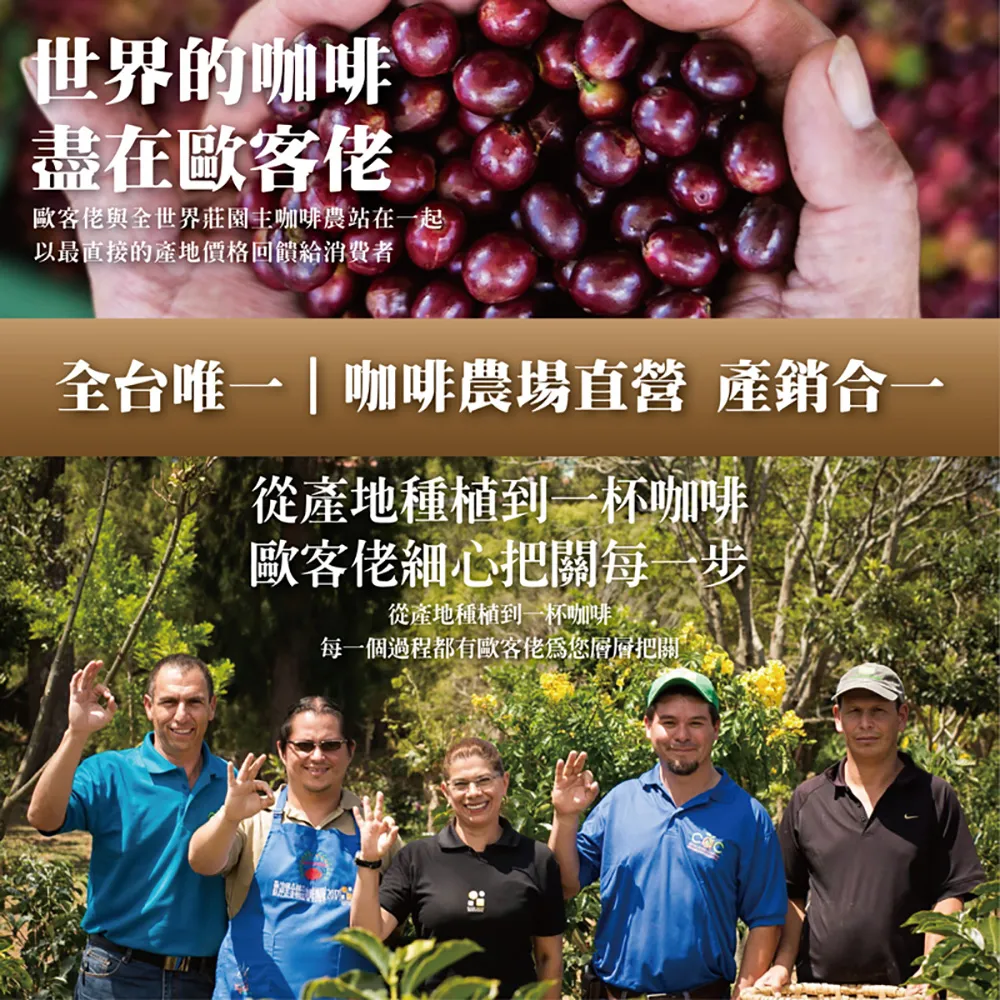 世界的咖啡
盡在歐客佬
歐客佬與全世界莊園主咖啡農站在一起
以最直接的產地價格回饋給消費者
全台唯一｜咖啡農場直營 產銷合一
從產地種植到一杯咖啡
歐客佬細心把關每一步
從產地種植到一杯咖啡
每一個過程都有歐客佬為您層層把關